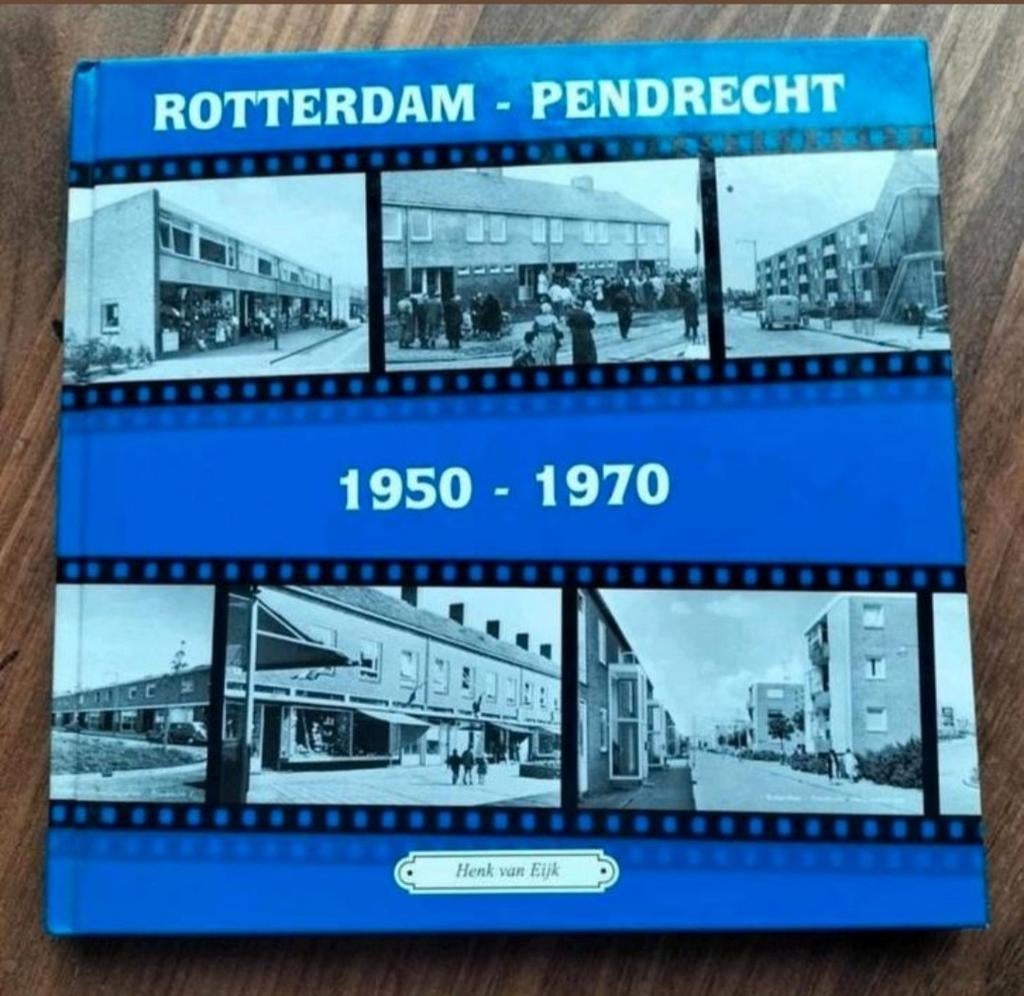 ROTTERDAM - PENDRECHT
1950 - 1970
Henk van Eijk